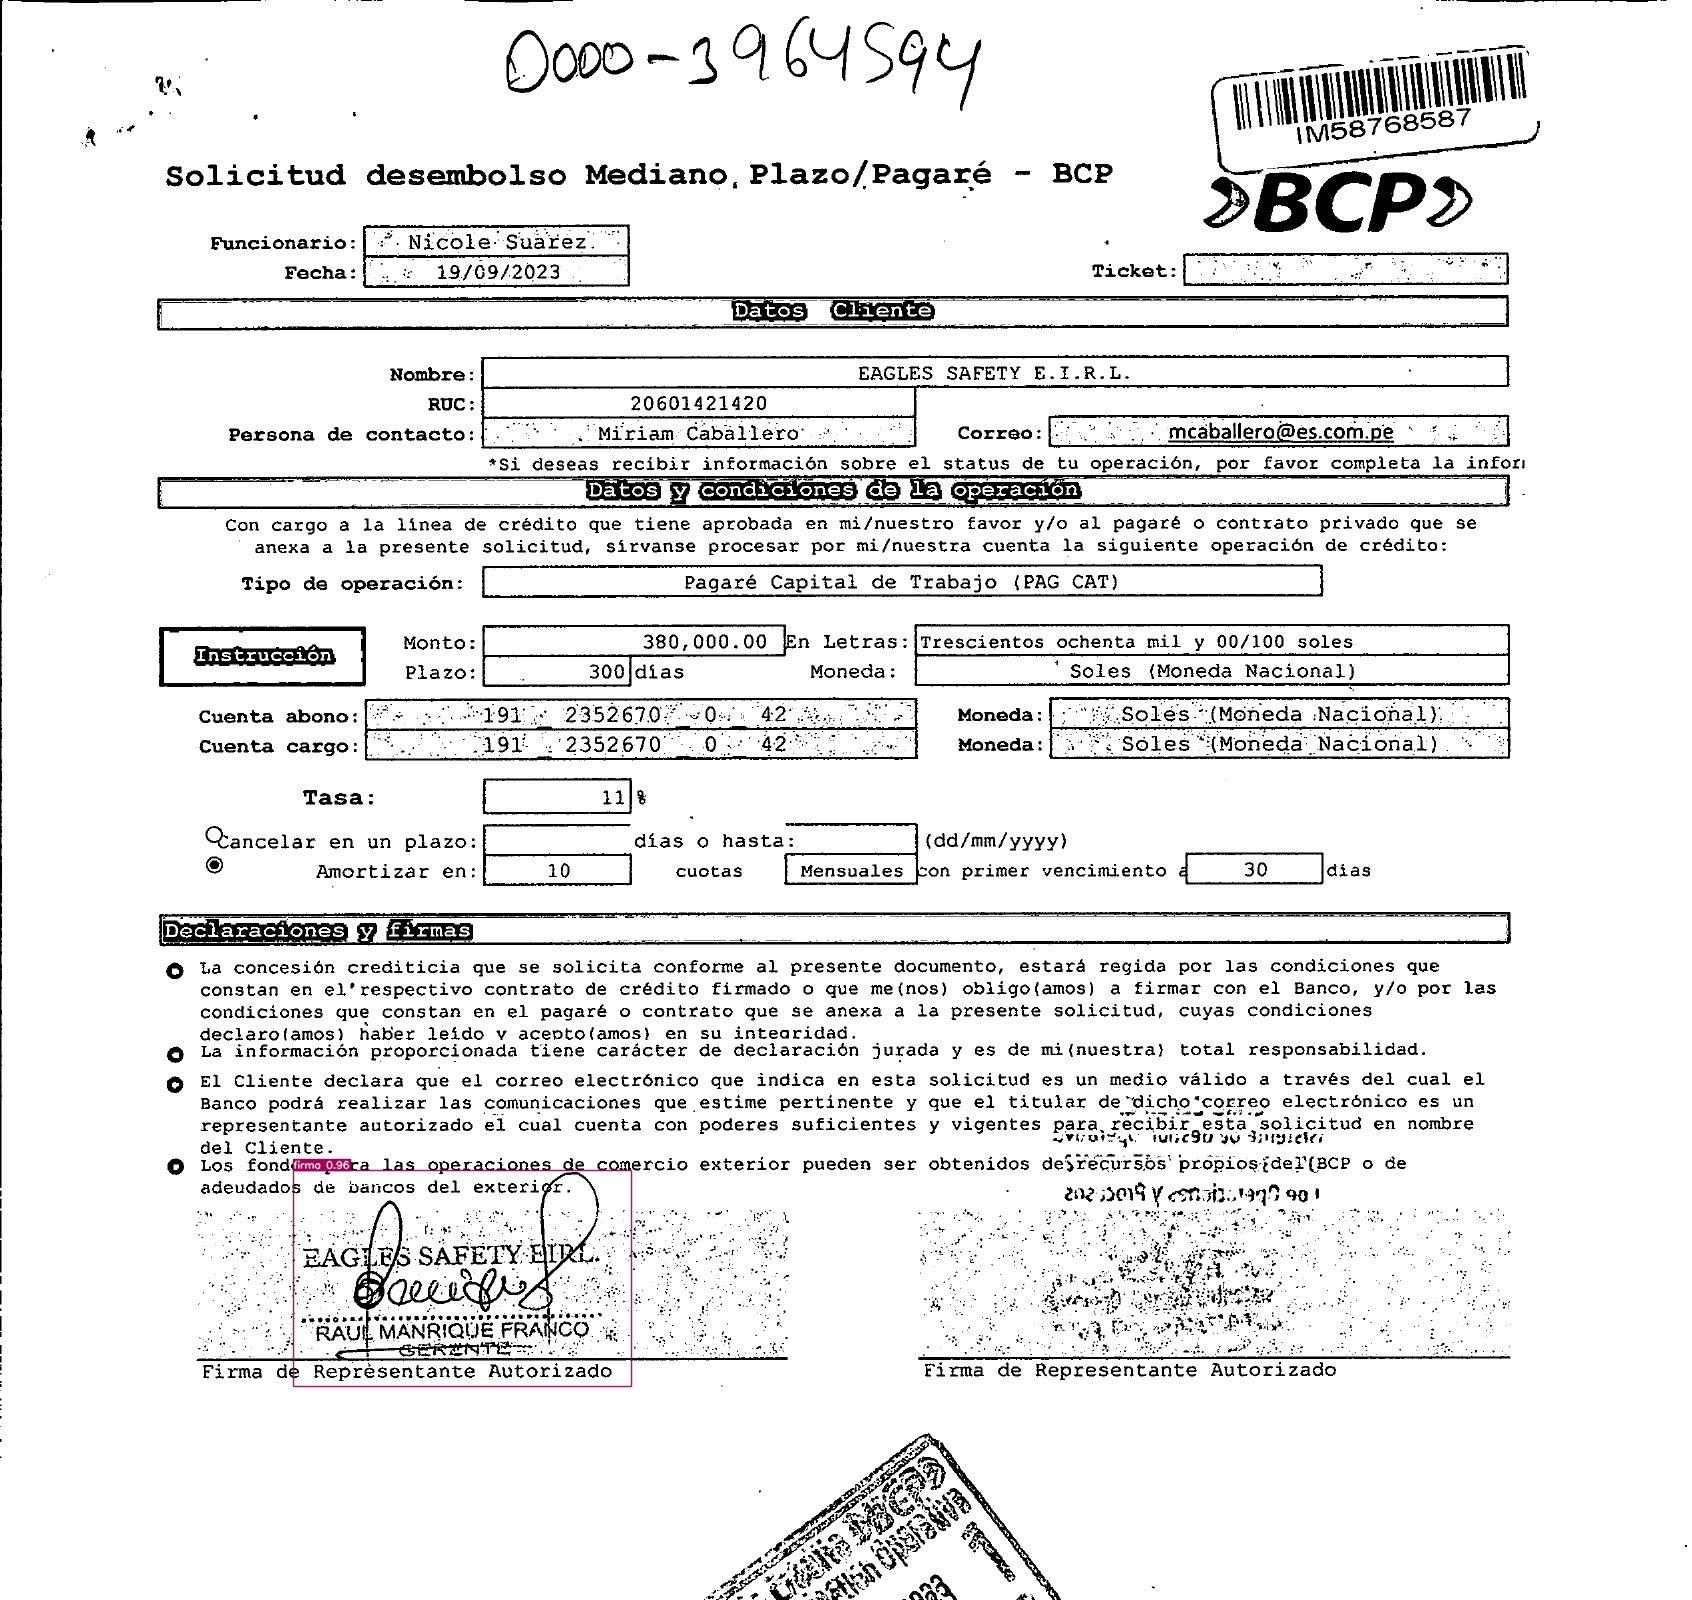 0000-3964594
IM58768587
Solicitud desembolso Mediano Plazo/Pagaré - BCP
BCP
Funcionario: Nicole Suarez
Fecha: 19/09/2023
Ticket:
Datos Cliente
Nombre: EAGLES SAFETY E.I.R.L.
RUC: 20601421420
Persona de contacto: Miriam Caballero Correo: mcaballero@es.com.pe
*Si deseas recibir información sobre el status de tu operación, por favor completa la infor
Datos y condiciones de la operación
Con cargo a la línea de crédito que tiene aprobada en mi/nuestro favor y/o al pagaré o contrato privado que se
anexa a la presente solicitud, sírvanse procesar por mi/nuestra cuenta la siguiente operación de crédito:
Tipo de operación: Pagaré Capital de Trabajo (PAG CAT)
Instrucción
Monto: 380,000.00 En Letras: Trescientos ochenta mil y 00/100 soles
Plazo: 300 días Moneda: Soles (Moneda Nacional)
Cuenta abono: 191 2352670 0 42 Moneda: Soles (Moneda Nacional)
Cuenta cargo: 191 2352670 0 42 Moneda: Soles (Moneda Nacional)
Tasa: 11 %
Cancelar en un plazo: días o hasta: (dd/mm/yyyy)
Amortizar en: 10 cuotas Mensuales con primer vencimiento a 30 días
Declaraciones y firmas
La concesión crediticia que se solicita conforme al presente documento, estará regida por las condiciones que
constan en el respectivo contrato de crédito firmado o que me(nos) obligo(amos) a firmar con el Banco, y/o por las
condiciones que constan en el pagaré o contrato que se anexa a la presente solicitud, cuyas condiciones
declaro(amos) haber leído y acepto(amos) en su integridad.
La información proporcionada tiene carácter de declaración jurada y es de mi(nuestra) total responsabilidad.
El Cliente declara que el correo electrónico que indica en esta solicitud es un medio válido a través del cual el
Banco podrá realizar las comunicaciones que estime pertinente y que el titular de dicho correo electrónico es un
representante autorizado el cual cuenta con poderes suficientes y vigentes para recibir esta solicitud en nombre
del Cliente.
firma 0.96
Los fond ra las operaciones de comercio exterior pueden ser obtenidos de recursos propios del BCP o de
adeudados de bancos del exterior.
EAGLES SAFETY EIRL.
RAUL MANRIQUE FRANCO
GERENTE
Firma de Representante Autorizado
Firma de Representante Autorizado